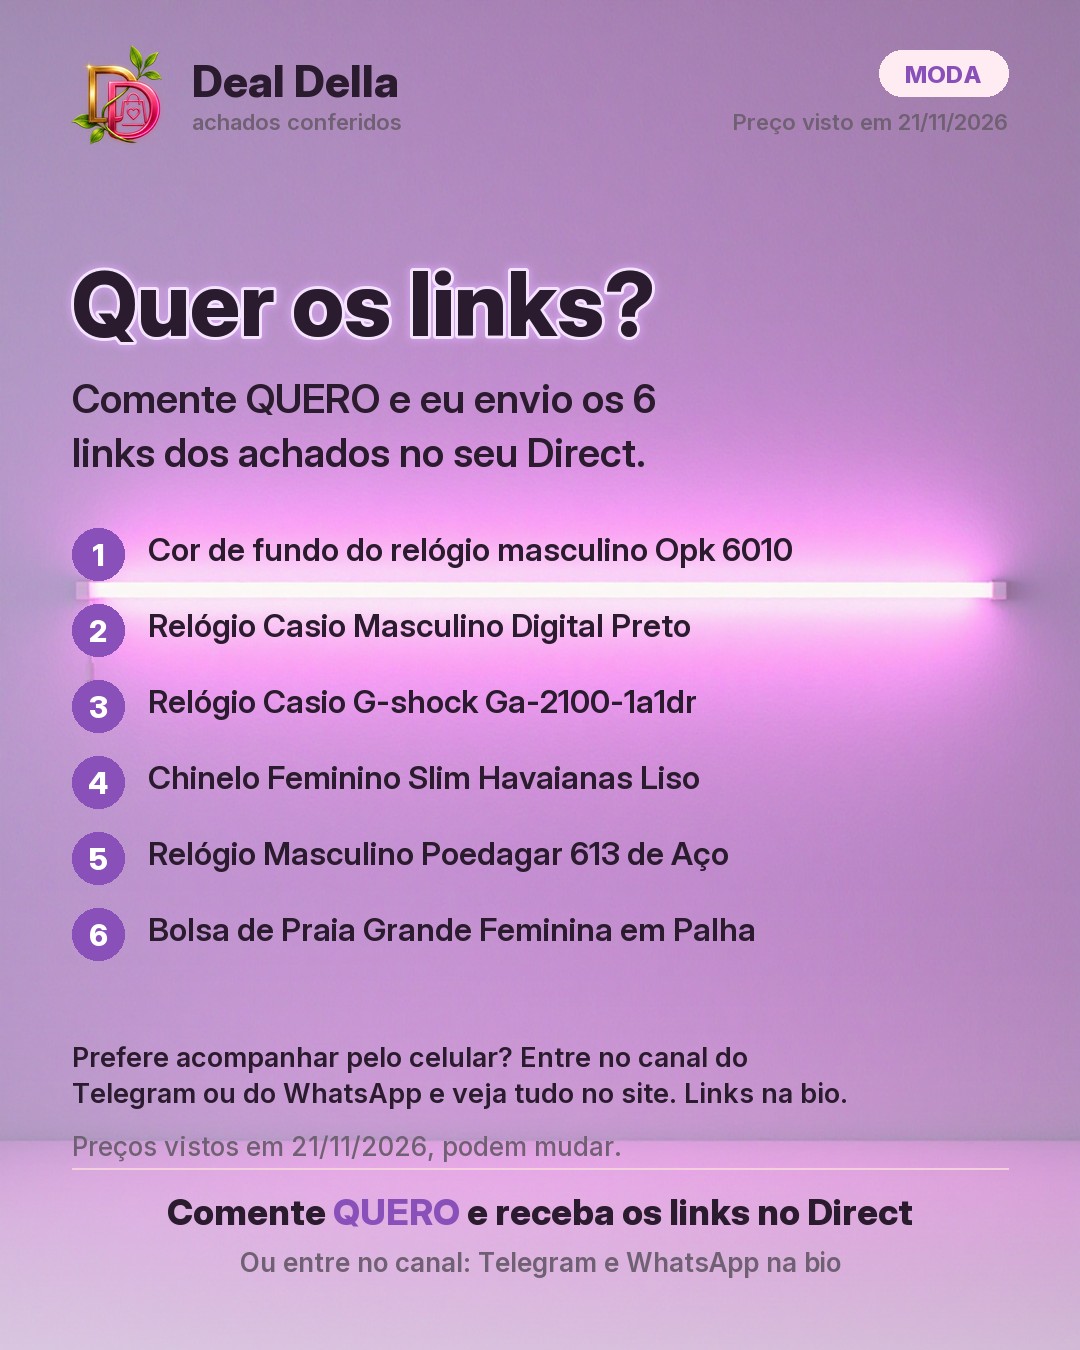 Deal Della
achados conferidos
MODA
Preço visto em 21/11/2026
Quer os links?
Comente QUERO e eu envio os 6
links dos achados no seu Direct.
1 Cor de fundo do relógio masculino Opk 6010
2 Relógio Casio Masculino Digital Preto
3 Relógio Casio G-shock Ga-2100-1a1dr
4 Chinelo Feminino Slim Havaianas Liso
5 Relógio Masculino Poedagar 613 de Aço
6 Bolsa de Praia Grande Feminina em Palha
Prefere acompanhar pelo celular? Entre no canal do
Telegram ou do WhatsApp e veja tudo no site. Links na bio.
Preços vistos em 21/11/2026, podem mudar.
Comente QUERO e receba os links no Direct
Ou entre no canal: Telegram e WhatsApp na bio